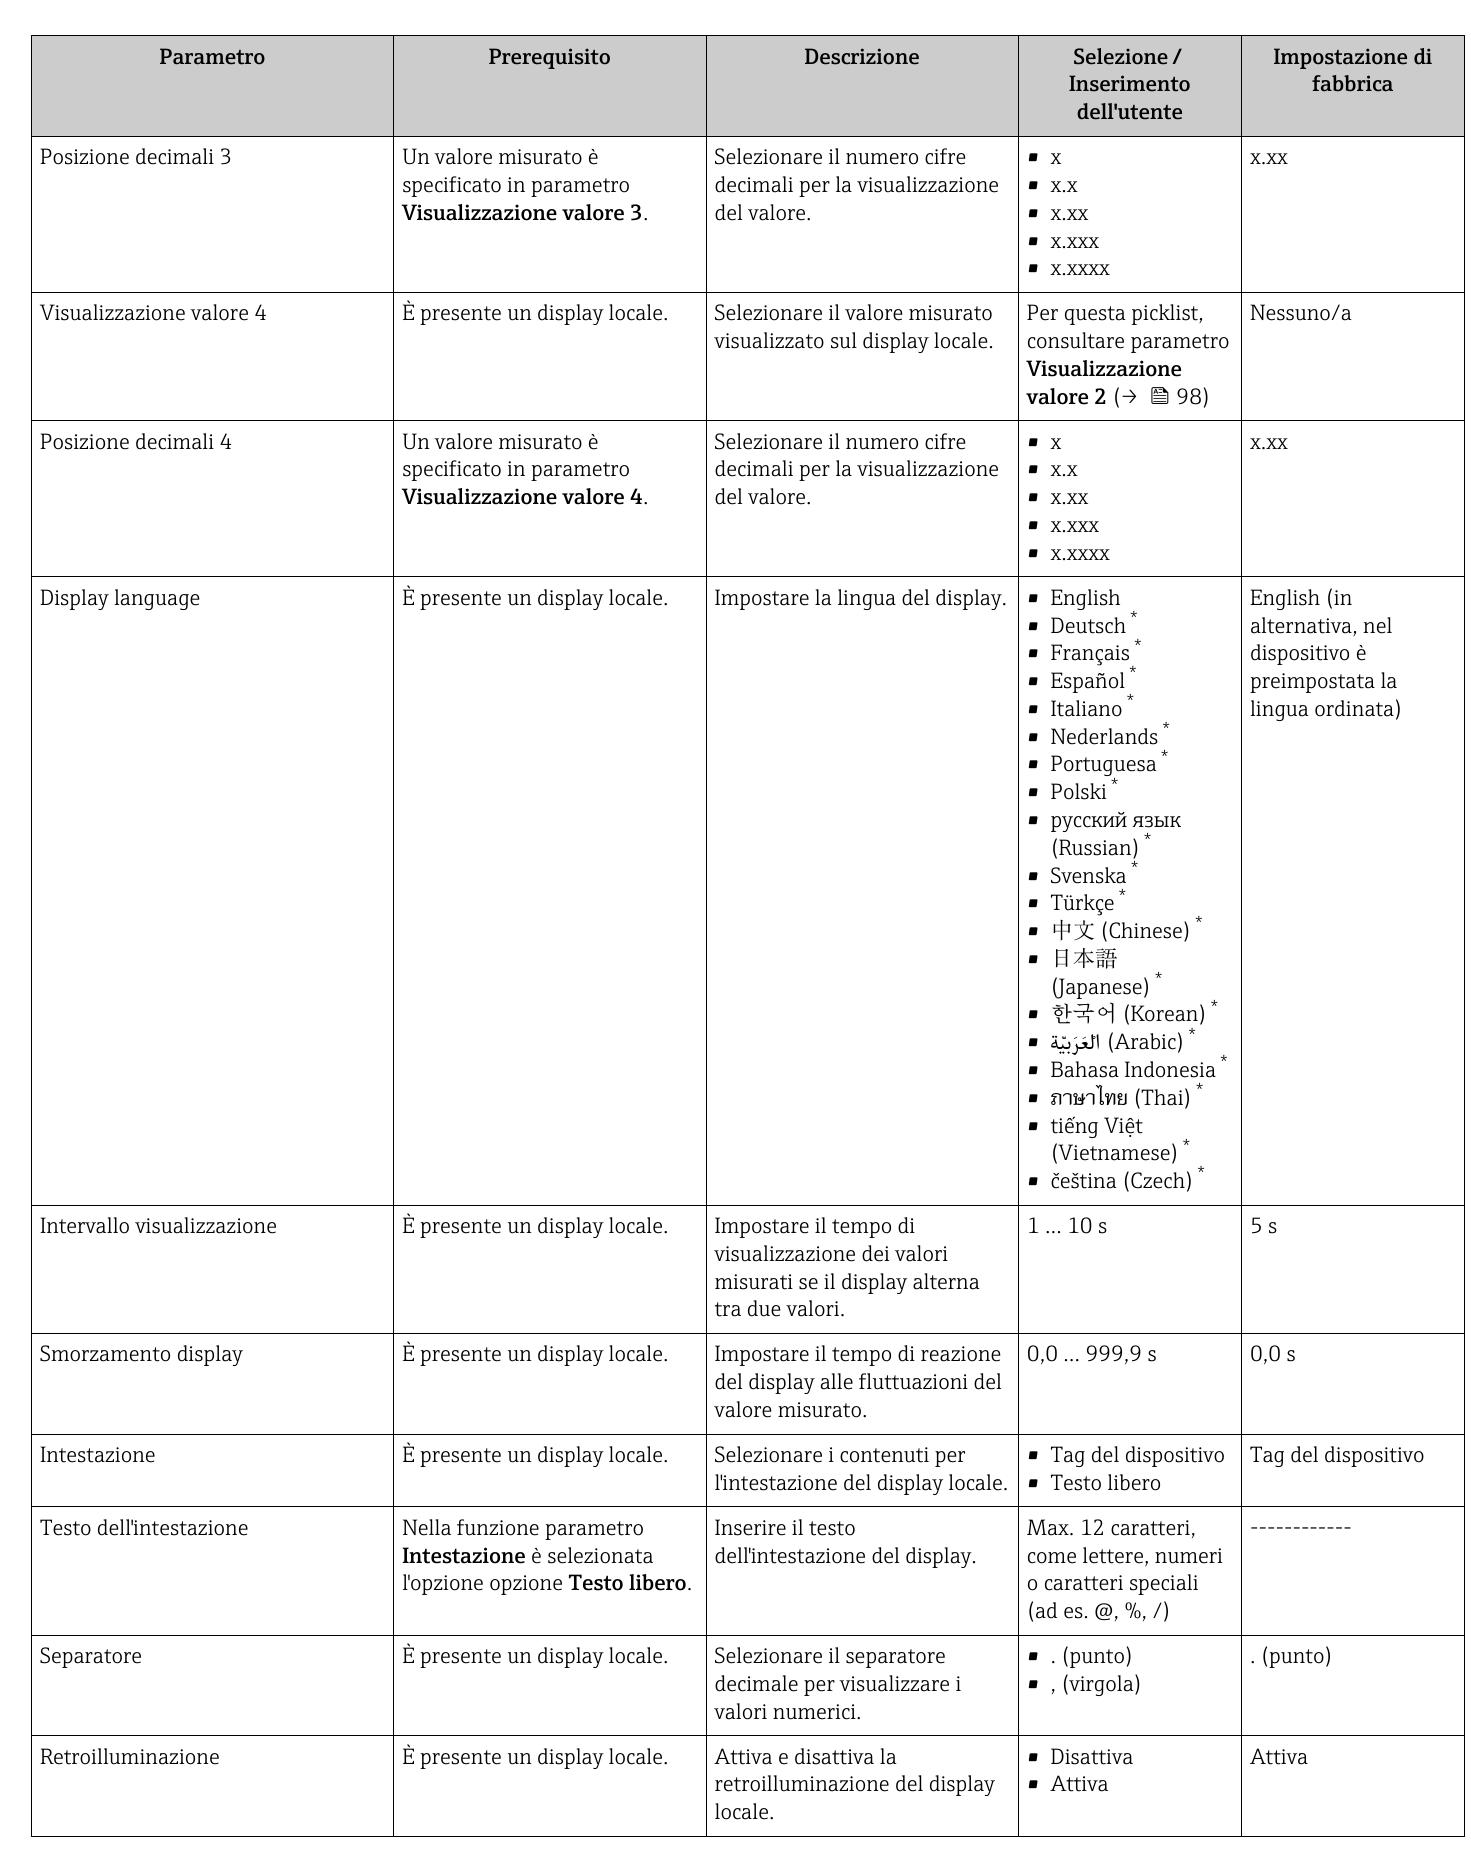 Parametro
Prerequisito
Descrizione
Selezione /
Inserimento
dell'utente
Impostazione di
fabbrica
Posizione decimali 3
Un valore misurato è
specificato in parametro
Visualizzazione valore 3.
Selezionare il numero cifre
decimali per la visualizzazione
del valore.
▪ x
▪ x.x
▪ x.xx
▪ x.xxx
▪ x.xxxx
x.xx
Visualizzazione valore 4
È presente un display locale.
Selezionare il valore misurato
visualizzato sul display locale.
Per questa picklist,
consultare parametro
Visualizzazione
valore 2 (→ 98)
Nessuno/a
Posizione decimali 4
Un valore misurato è
specificato in parametro
Visualizzazione valore 4.
Selezionare il numero cifre
decimali per la visualizzazione
del valore.
▪ x
▪ x.x
▪ x.xx
▪ x.xxx
▪ x.xxxx
x.xx
Display language
È presente un display locale.
Impostare la lingua del display.
▪ English
▪ Deutsch *
▪ Français *
▪ Español *
▪ Italiano *
▪ Nederlands *
▪ Portuguesa *
▪ Polski *
▪ русский язык
(Russian) *
▪ Svenska *
▪ Türkçe *
▪ 中文 (Chinese) *
▪ 日本語
(Japanese) *
▪ 한국어 (Korean) *
▪ العَرَبيّة (Arabic) *
▪ Bahasa Indonesia *
▪ ภาษาไทย (Thai) *
▪ tiếng Việt
(Vietnamese) *
▪ čeština (Czech) *
English (in
alternativa, nel
dispositivo è
preimpostata la
lingua ordinata)
Intervallo visualizzazione
È presente un display locale.
Impostare il tempo di
visualizzazione dei valori
misurati se il display alterna
tra due valori.
1 … 10 s
5 s
Smorzamento display
È presente un display locale.
Impostare il tempo di reazione
del display alle fluttuazioni del
valore misurato.
0,0 … 999,9 s
0,0 s
Intestazione
È presente un display locale.
Selezionare i contenuti per
l'intestazione del display locale.
▪ Tag del dispositivo
▪ Testo libero
Tag del dispositivo
Testo dell'intestazione
Nella funzione parametro
Intestazione è selezionata
l'opzione opzione Testo libero.
Inserire il testo
dell'intestazione del display.
Max. 12 caratteri,
come lettere, numeri
o caratteri speciali
(ad es. @, %, /)
------------
Separatore
È presente un display locale.
Selezionare il separatore
decimale per visualizzare i
valori numerici.
▪ . (punto)
▪ , (virgola)
. (punto)
Retroilluminazione
È presente un display locale.
Attiva e disattiva la
retroilluminazione del display
locale.
▪ Disattiva
▪ Attiva
Attiva